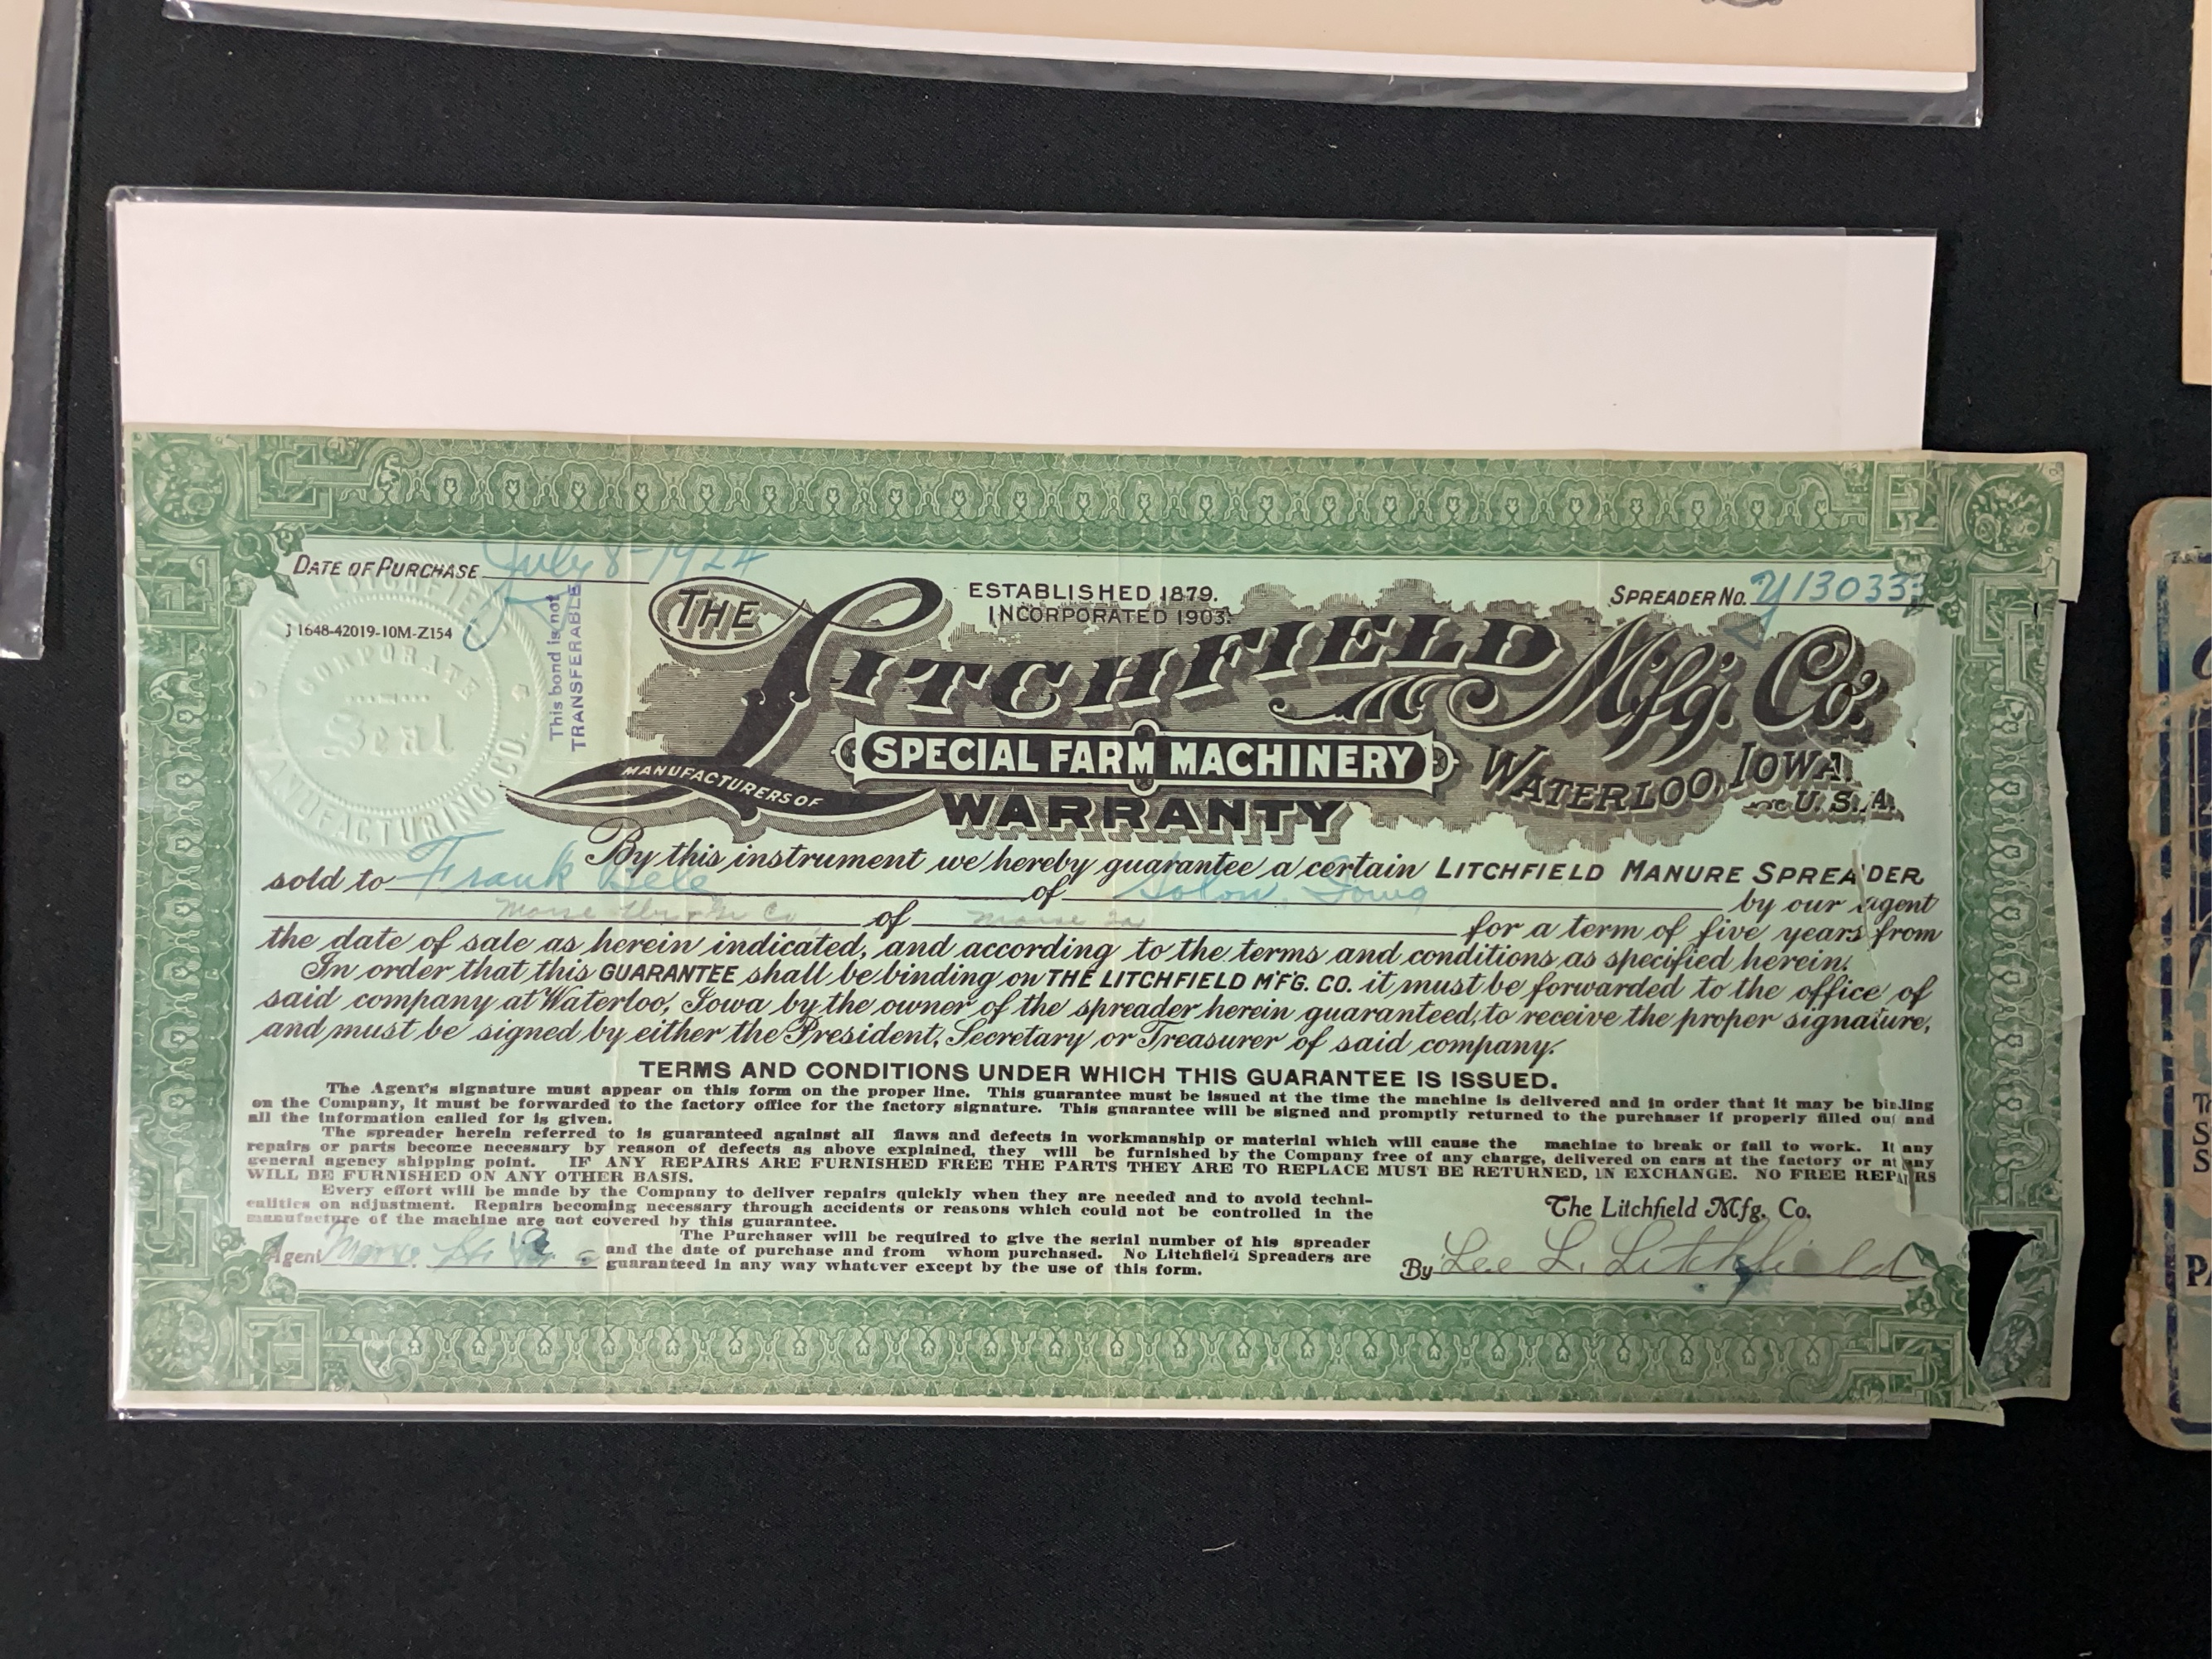 DATE OF PURCHASE July 8-1924
ESTABLISHED 1879.
INCORPORATED 1903.
SPEADER NO. Y130333
J 1648-42019-10M-Z154
CORPORATE
Seal
MANUFACTURING CO.
This bond is not
TRANSFERABLE
THE LITCHFIELD Mfg. Co.
MANUFACTURERS OF
SPECIAL FARM MACHINERY
WATERLOO, IOWA,
U.S.A.
WARRANTY
By this instrument we hereby guarantee a certain LITCHFIELD MANURE SPREADER
sold to Frank of Solon, Iowa by our agent
Morse Co of Morse Ia for a term of five years from
the date of sale as herein indicated, and according to the terms and conditions as specified herein.
In order that this GUARANTEE shall be binding on THE LITCHFIELD M'F'G. CO. it must be forwarded to the office of
said company at Waterloo, Iowa by the owner of the spreader herein guaranteed, to receive the proper signature,
and must be signed by either the President, Secretary or Treasurer of said company.
TERMS AND CONDITIONS UNDER WHICH THIS GUARANTEE IS ISSUED.
The Agent's signature must appear on this form on the proper line. This guarantee must be issued at the time the machine is delivered and in order that it may be binding
on the Company, it must be forwarded to the factory office for the factory signature. This guarantee will be signed and promptly returned to the purchaser if properly filled out and
all the information called for is given.
The spreader herein referred to is guaranteed against all flaws and defects in workmanship or material which will cause the machine to break or fail to work. If any
repairs or parts become necessary by reason of defects as above explained, they will be furnished by the Company free of any charge, delivered on cars at the factory or at any
general agency shipping point. IF ANY REPAIRS ARE FURNISHED FREE THE PARTS THEY ARE TO REPLACE MUST BE RETURNED, IN EXCHANGE. NO FREE REPAIRS
WILL BE FURNISHED ON ANY OTHER BASIS.
Every effort will be made by the Company to deliver repairs quickly when they are needed and to avoid techni-
calities on adjustment. Repairs becoming necessary through accidents or reasons which could not be controlled in the
manufacture of the machine are not covered by this guarantee.
The Purchaser will be required to give the serial number of his spreader
and the date of purchase and from whom purchased. No Litchfield Spreaders are
guaranteed in any way whatever except by the use of this form.
Agent Morse
The Litchfield Mfg. Co.
By Lee L. Litchfield